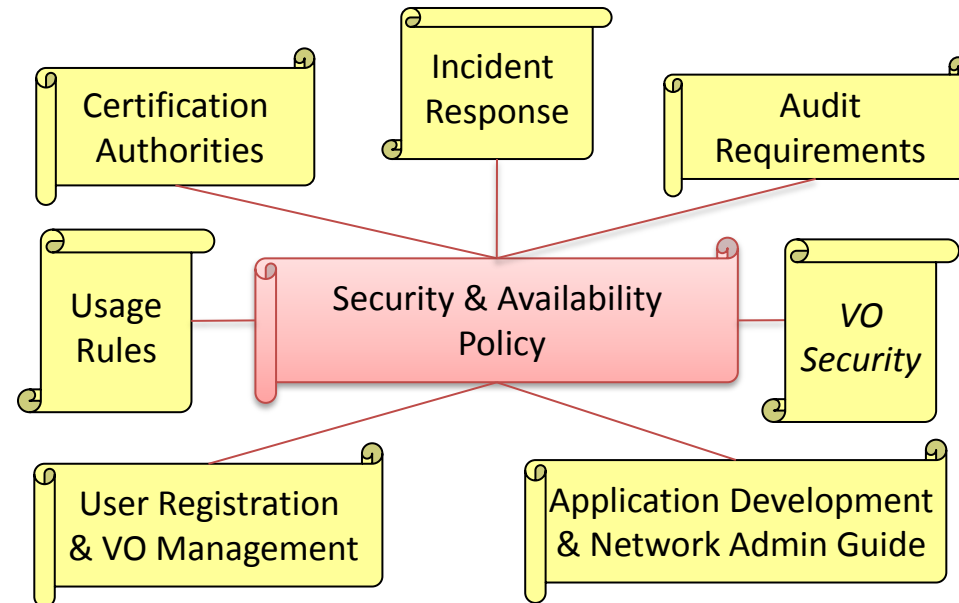 Certification
Authorities
Incident
Response
Audit
Requirements
Usage
Rules
Security & Availability
Policy
VO
Security
User Registration
& VO Management
Application Development
& Network Admin Guide